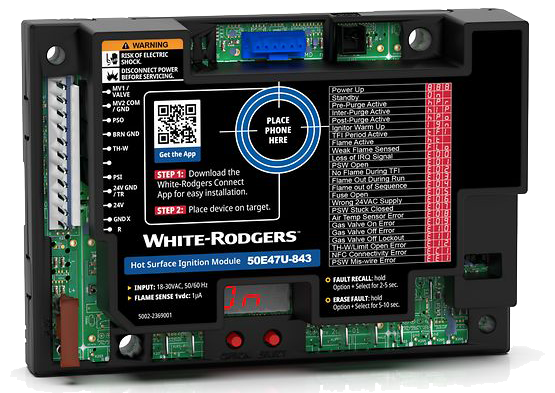 WARNING
RISK OF ELECTRIC
SHOCK.
DISCONNECT POWER
BEFORE SERVICING.
MV1 /
VALVE
MV2 COM
/ GND
PSO
BRN GND
TH-W
PSI
24V GND
/ TR
24V
GND X
R
Get the App
STEP 1: Download the
White-Rodgers Connect
App for easy installation.
STEP 2: Place device on target.
PLACE
PHONE
HERE
Power Up
Standby
Pre-Purge Active
Inter-Purge Active
Post-Purge Active
Ignitor Warm Up
TFI Period Active
Flame Active
Weak Flame Sensed
Loss of IRQ Signal
PSW Open
No Flame During TFI
Flame Out During Run
Flame out of Sequence
Fuse Open
Wrong 24VAC Supply
PSW Stuck Closed
Air Temp Sensor Error
Gas Valve On Error
Gas Valve Off Error
Gas Valve Off Lockout
TH-W/Limit Open Error
NFC Connectivity Error
PSW Mis-wire Error
WHITE-RODGERS™
Hot Surface Ignition Module 50E47U-843
INPUT: 18-30VAC, 50/60 Hz
FLAME SENSE 1vdc: 1µA
5002-2369001
FAULT RECALL: hold
Option + Select for 2-5 sec.
ERASE FAULT: hold
Option + Select for 5-10 sec.
OPTION SELECT